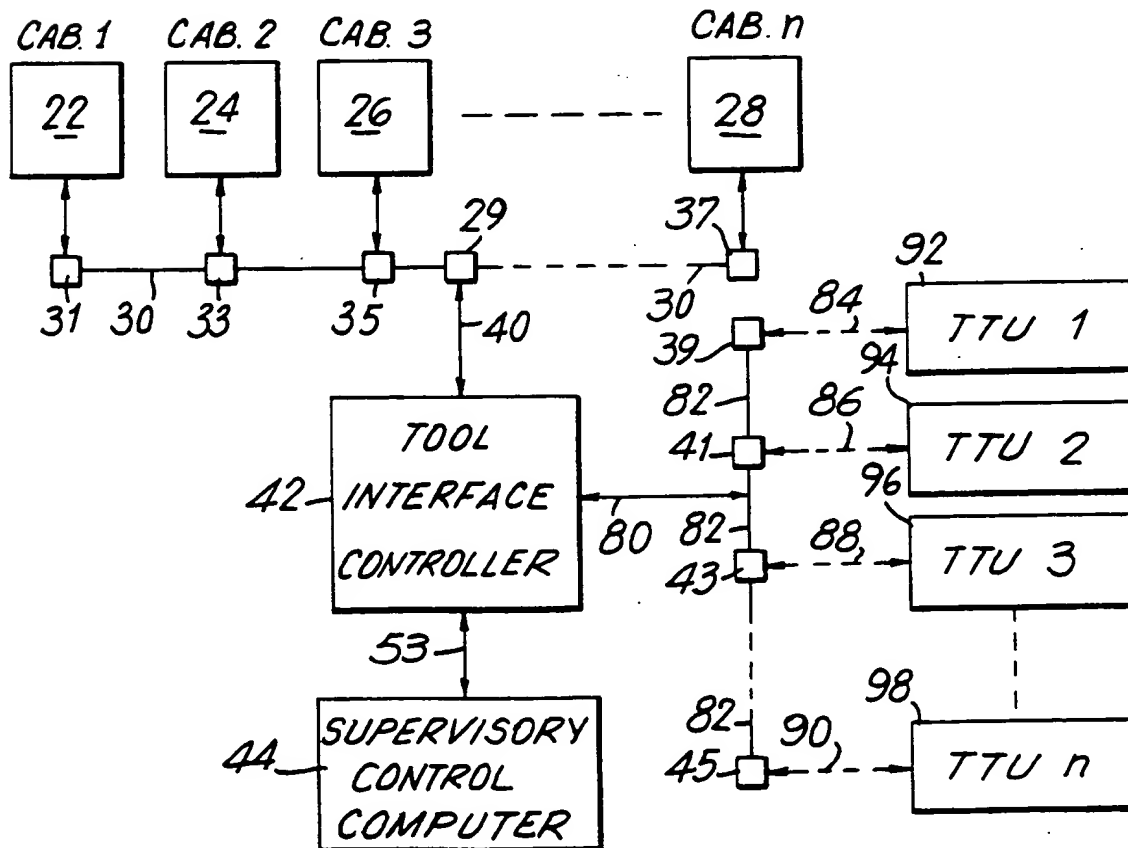 CAB. 1 CAB. 2 CAB. 3 CAB. n
22 24 26 28
29 37
31 30 33 35 40 30
92
84 TTU 1
39
94
82 86 TTU 2
41
96
TOOL
INTERFACE
CONTROLLER
42
80 82 88 TTU 3
43
53
98
82 90 TTU n
45
SUPERVISORY
CONTROL
COMPUTER
44